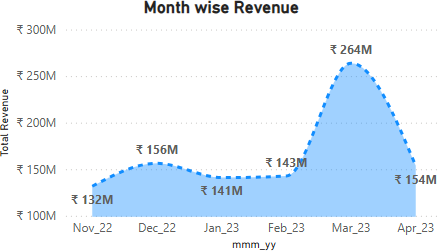 Month wise Revenue
₹ 300M
₹ 250M
₹ 200M
₹ 150M
₹ 100M
Total Revenue
₹ 132M
₹ 156M
₹ 141M
₹ 143M
₹ 264M
₹ 154M
Nov_22 Dec_22 Jan_23 Feb_23 Mar_23 Apr_23
mmm_yy